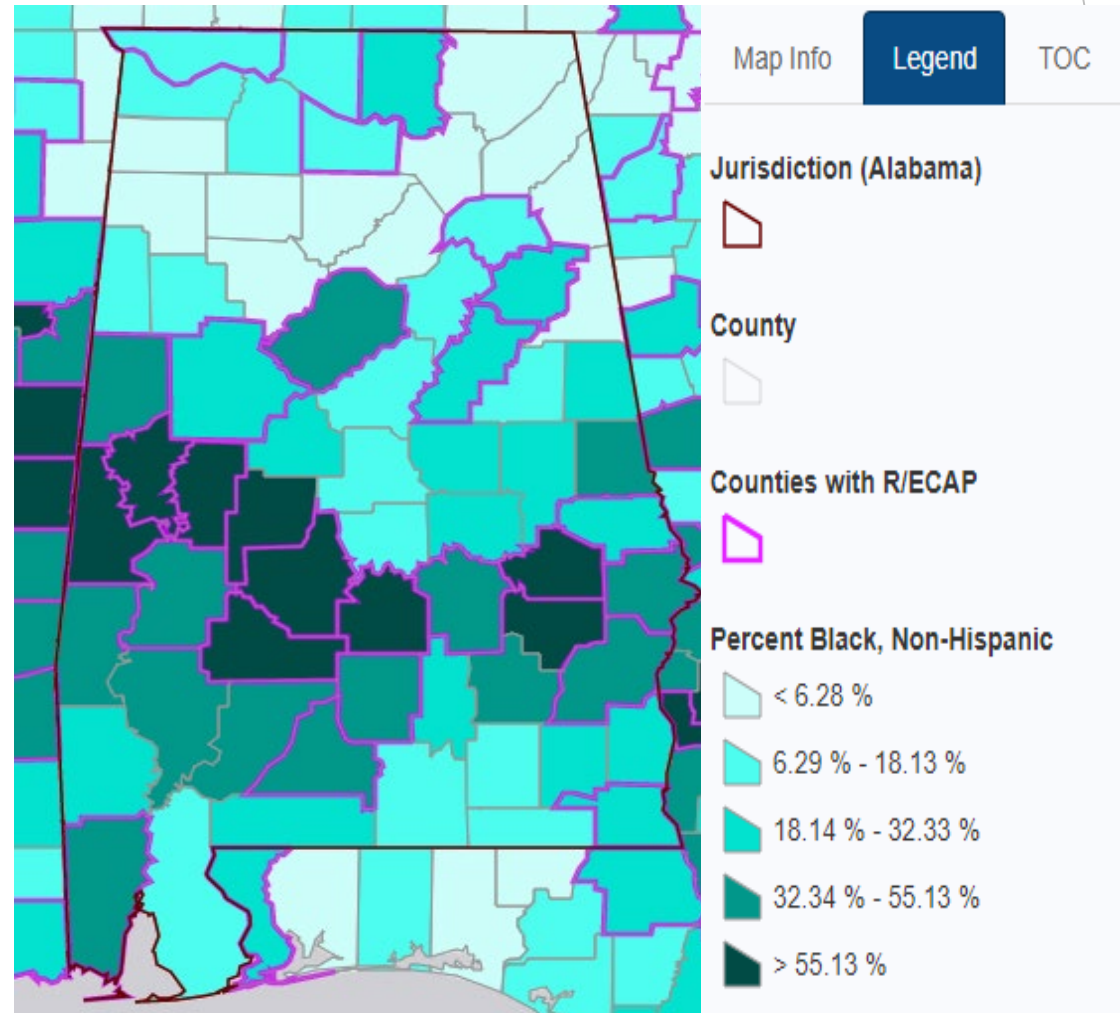 Map Info Legend TOC
Jurisdiction (Alabama)
County
Counties with R/ECAP
Percent Black, Non-Hispanic
< 6.28 %
6.29 % - 18.13 %
18.14 % - 32.33 %
32.34 % - 55.13 %
> 55.13 %